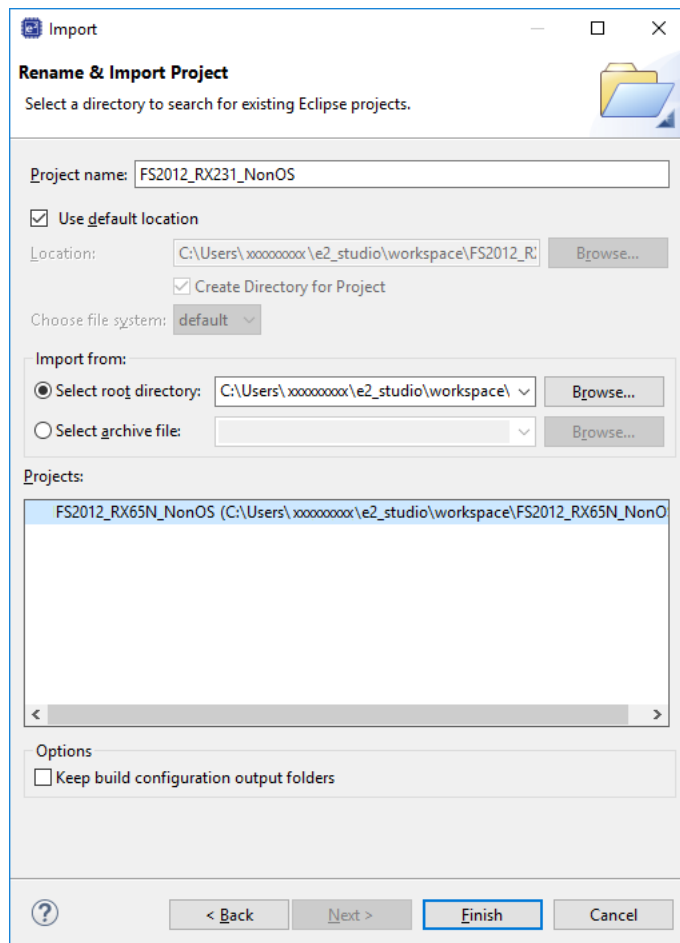 Import
Rename & Import Project
Select a directory to search for existing Eclipse projects.
Project name: FS2012_RX231_NonOS
Use default location
Location: C:\Users\ xxxxxxxxx\e2_studio\workspace\FS2012_R Browse...
Create Directory for Project
Choose file system: default
Import from:
Select root directory: C:\Users\ xxxxxxxxx\e2_studio\workspace\ Browse...
Select archive file: Browse...
Projects:
FS2012_RX65N_NonOS (C:\Users\ xxxxxxxxx\e2_studio\workspace\FS2012_RX65N_NonO
Options
Keep build configuration output folders
? < Back Next > Finish Cancel